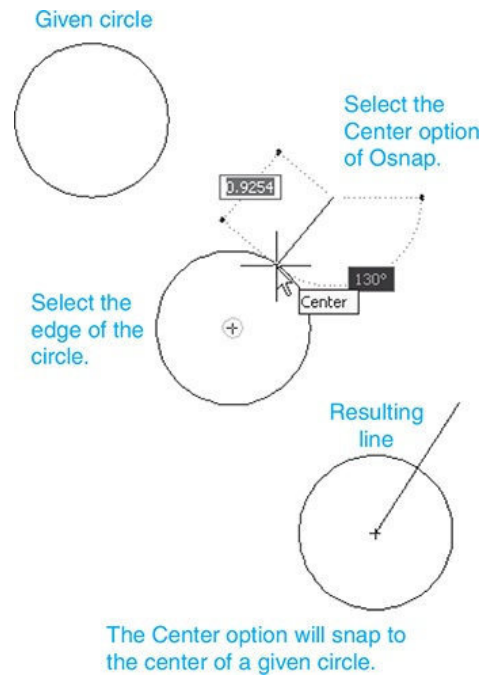 Given circle
Select the
Center option
of Osnap.
0.9254
130°
Center
Select the
edge of the
circle.
Resulting
line
The Center option will snap to
the center of a given circle.